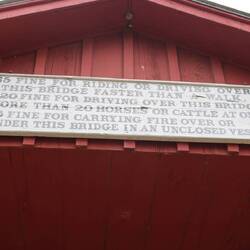 $5 FINE FOR RIDING OR DRIVING OVER
THIS BRIDGE FASTER THAN A WALK
$20 FINE FOR DRIVING OVER THIS BRIDGE
MORE THAN 20 HORSES OR CATTLE AT
FINE FOR CARRYING FIRE OVER OR
UNDER THIS BRIDGE IN AN UNCLOSED